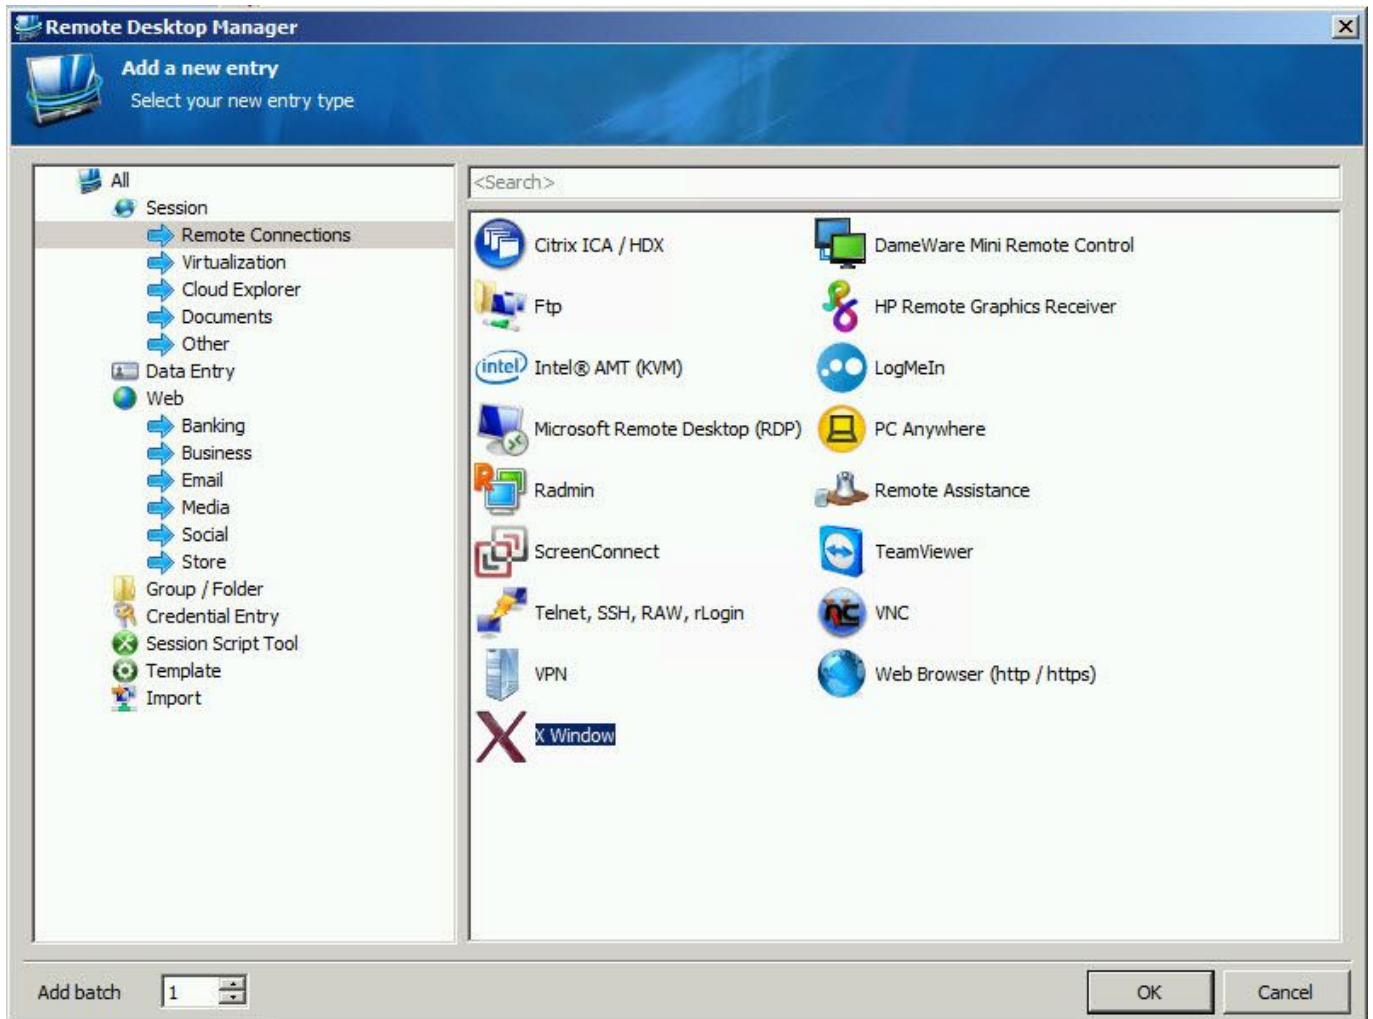 Remote Desktop Manager
Add a new entry
Select your new entry type
All
Session
Remote Connections
Virtualization
Cloud Explorer
Documents
Other
Data Entry
Web
Banking
Business
Email
Media
Social
Store
Group / Folder
Credential Entry
Session Script Tool
Template
Import
<Search>
Citrix ICA / HDX
DameWare Mini Remote Control
Ftp
HP Remote Graphics Receiver
intel Intel® AMT (KVM)
LogMeIn
Microsoft Remote Desktop (RDP)
PC Anywhere
R Radmin
Remote Assistance
ScreenConnect
TeamViewer
Telnet, SSH, RAW, rLogin
VNC
VPN
Web Browser (http / https)
X Window
Add batch 1
OK
Cancel